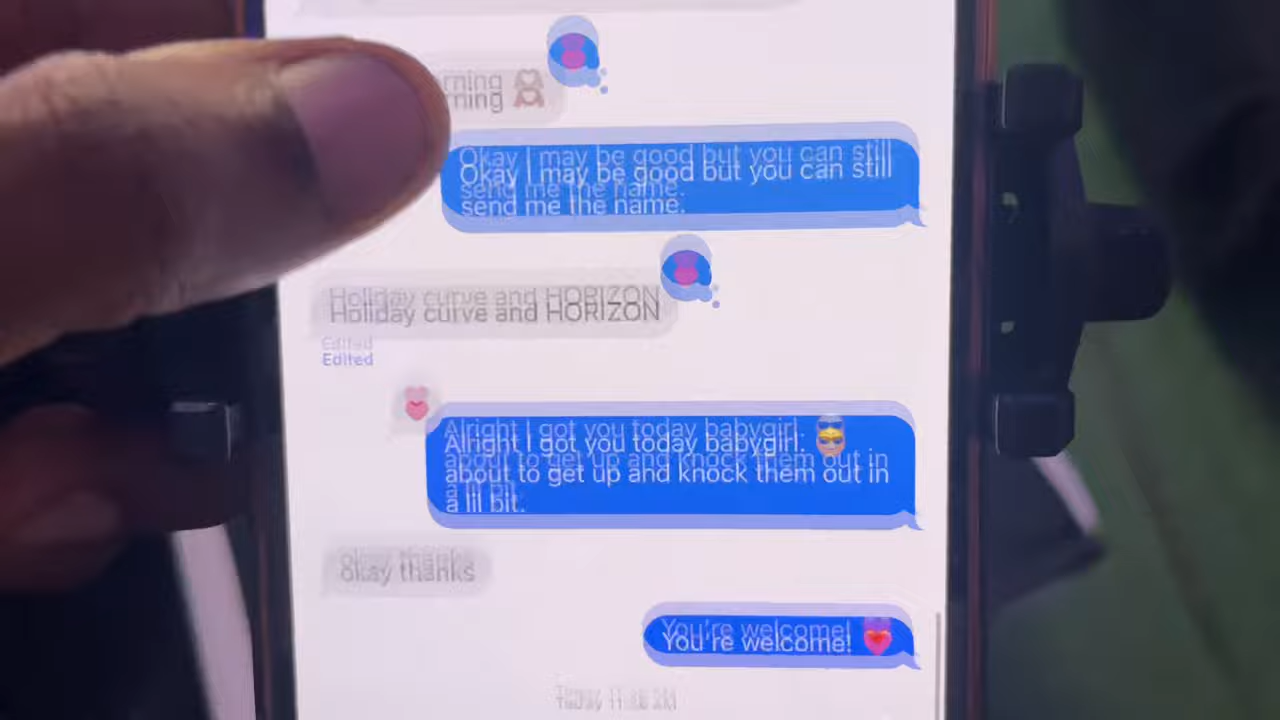 rning
Okay I may be good but you can still
send me the name.
Holiday curve and HORIZON
Edited
Alright I got you today babygirl.
about to get up and knock them out in
a lil bit.
okay thanks
You're welcome!
Today